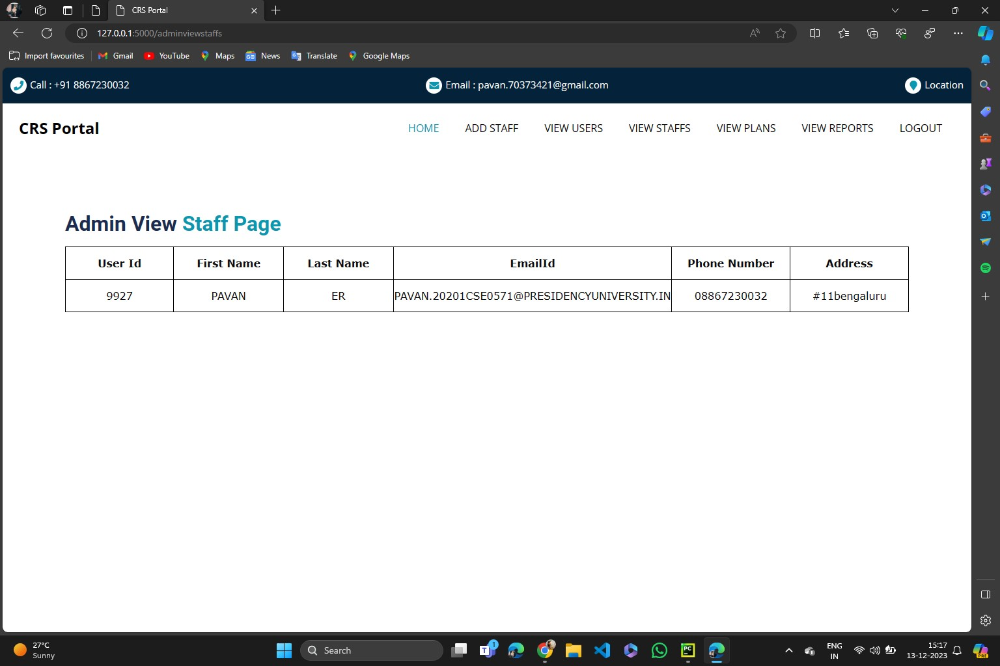 CRS Portal
127.0.0.1:5000/adminviewstaffs
Import favourites Gmail YouTube Maps News Translate Google Maps
Call : +91 8867230032 Email : pavan.70373421@gmail.com Location
CRS Portal HOME ADD STAFF VIEW USERS VIEW STAFFS VIEW PLANS VIEW REPORTS LOGOUT
Admin View Staff Page
User Id First Name Last Name EmailId Phone Number Address
9927 PAVAN ER PAVAN.20201CSE0571@PRESIDENCYUNIVERSITY.IN 08867230032 #11bengaluru
27°C
Sunny
Search
1
T
PC
ENG
IN
15:17
13-12-2023
PRE